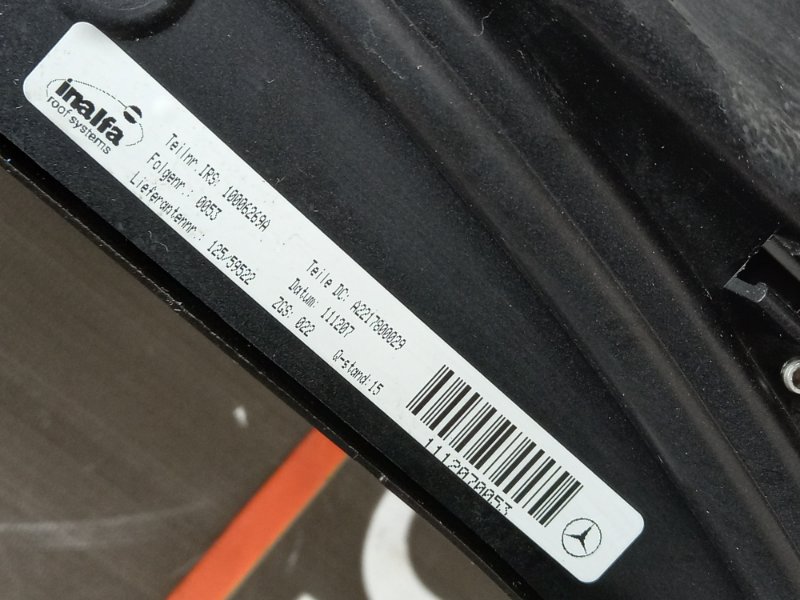 inalfa
roof systems
Teilnr IRS: 10006269A
Folgenr.: 0053
Lieferantennr.: 125/59522
Teile DC: A2217800029
Datum: 111207
ZGS: 022
Q-stand:15
1112070053